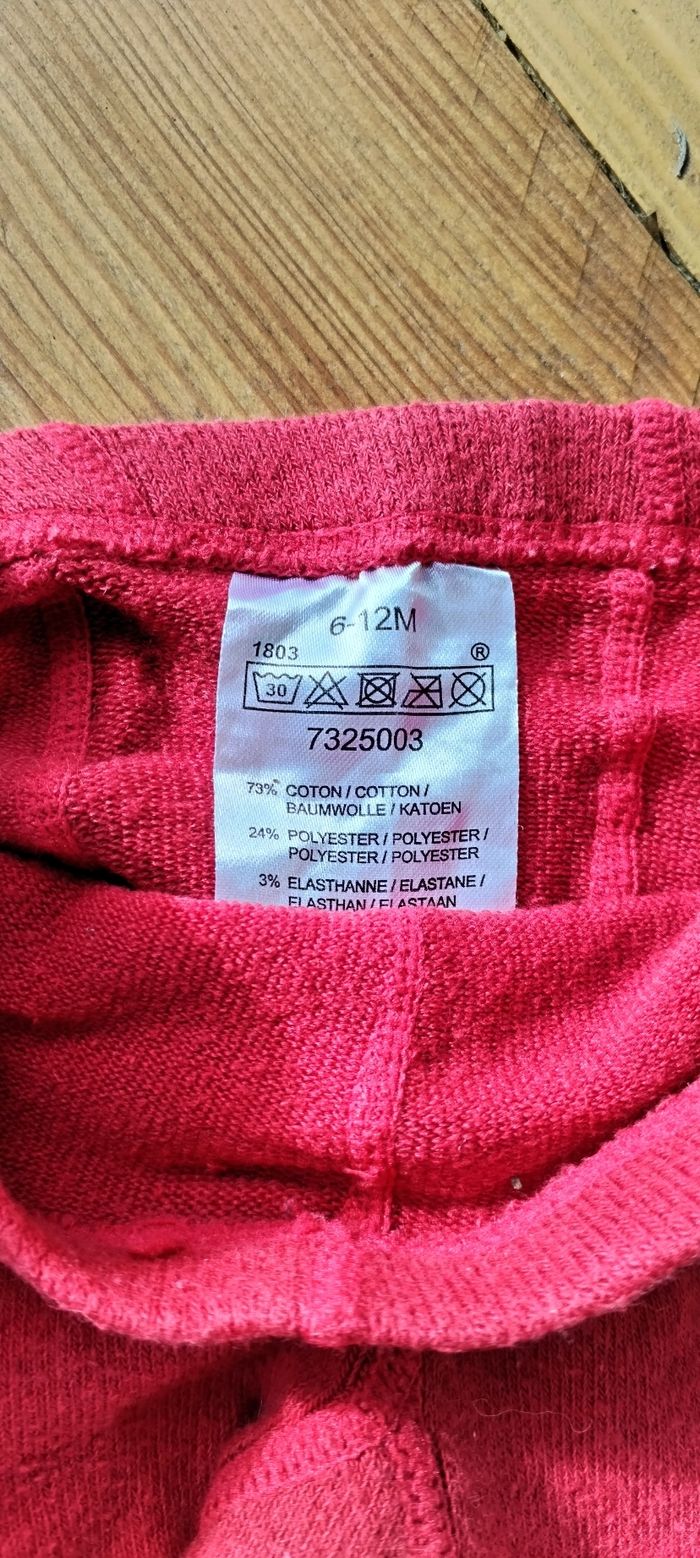 6-12M
1803 ®
30
7325003
73% COTON / COTTON /
BAUMWOLLE / KATOEN
24% POLYESTER / POLYESTER /
POLYESTER / POLYESTER
3% ELASTHANNE / ELASTANE /
ELASTHAN / ELASTAAN